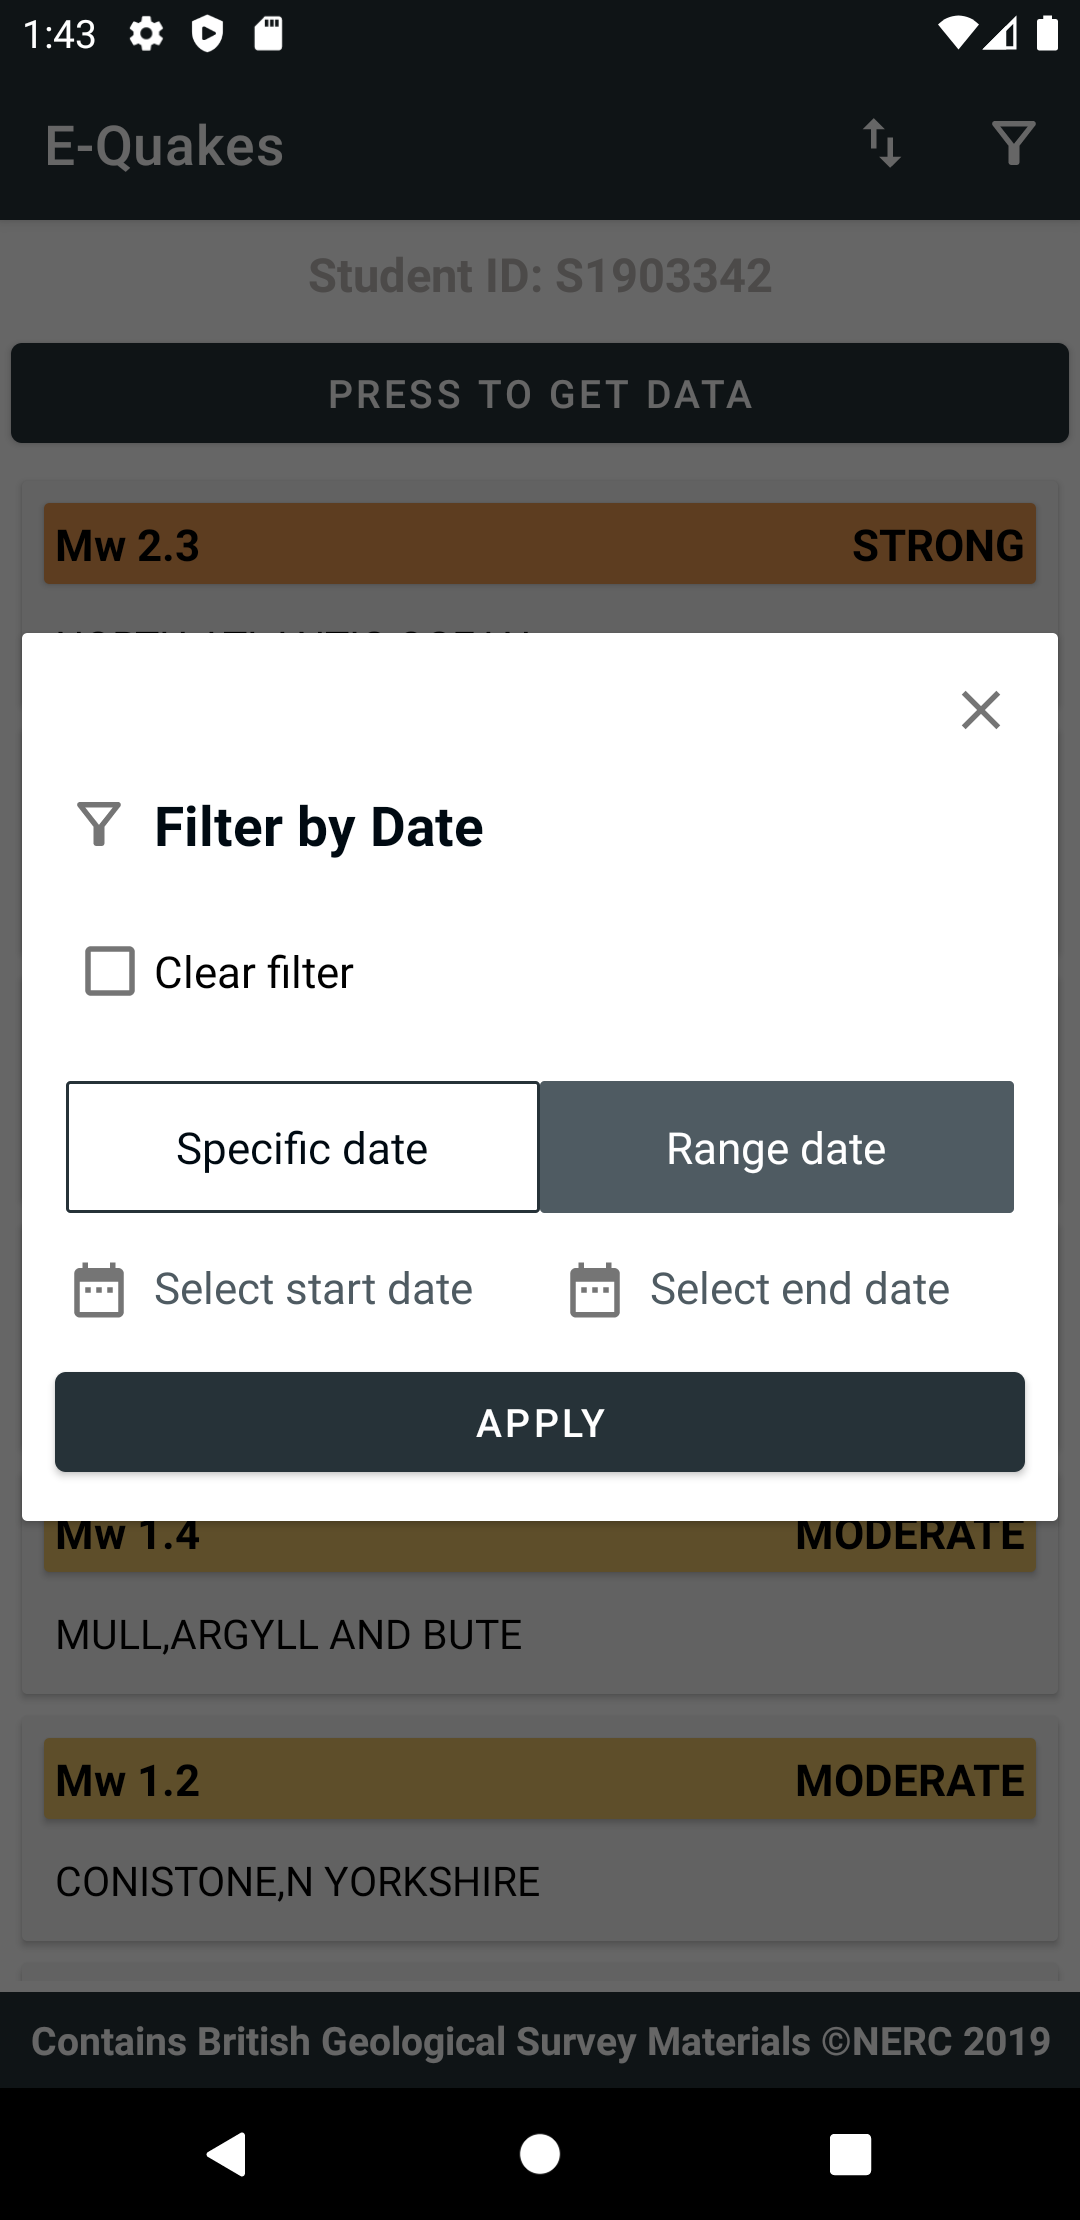 1:43
E-Quakes
Student ID: S1903342
PRESS TO GET DATA
Mw 2.3 STRONG
Filter by Date
Clear filter
Specific date Range date
Select start date Select end date
APPLY
Mw 1.4 MODERATE
MULL,ARGYLL AND BUTE
Mw 1.2 MODERATE
CONISTONE,N YORKSHIRE
Contains British Geological Survey Materials ©NERC 2019